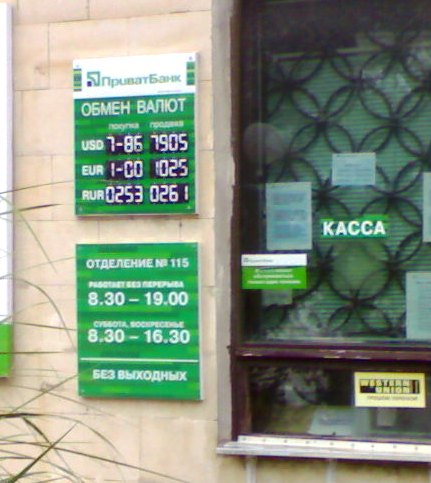 ПриватБанк
ОБМЕН ВАЛЮТ
покупка продажа
USD 7-86 7905
EUR 1-00 1025
RUR 0253 0261
ОТДЕЛЕНИЕ № 115
РАБОТАЕТ БЕЗ ПЕРЕРЫВА
8.30 – 19.00
СУББОТА, ВОСКРЕСЕНЬЕ
8.30 – 16.30
БЕЗ ВЫХОДНЫХ
КАССА
ПриватБанк
WESTERN
UNION